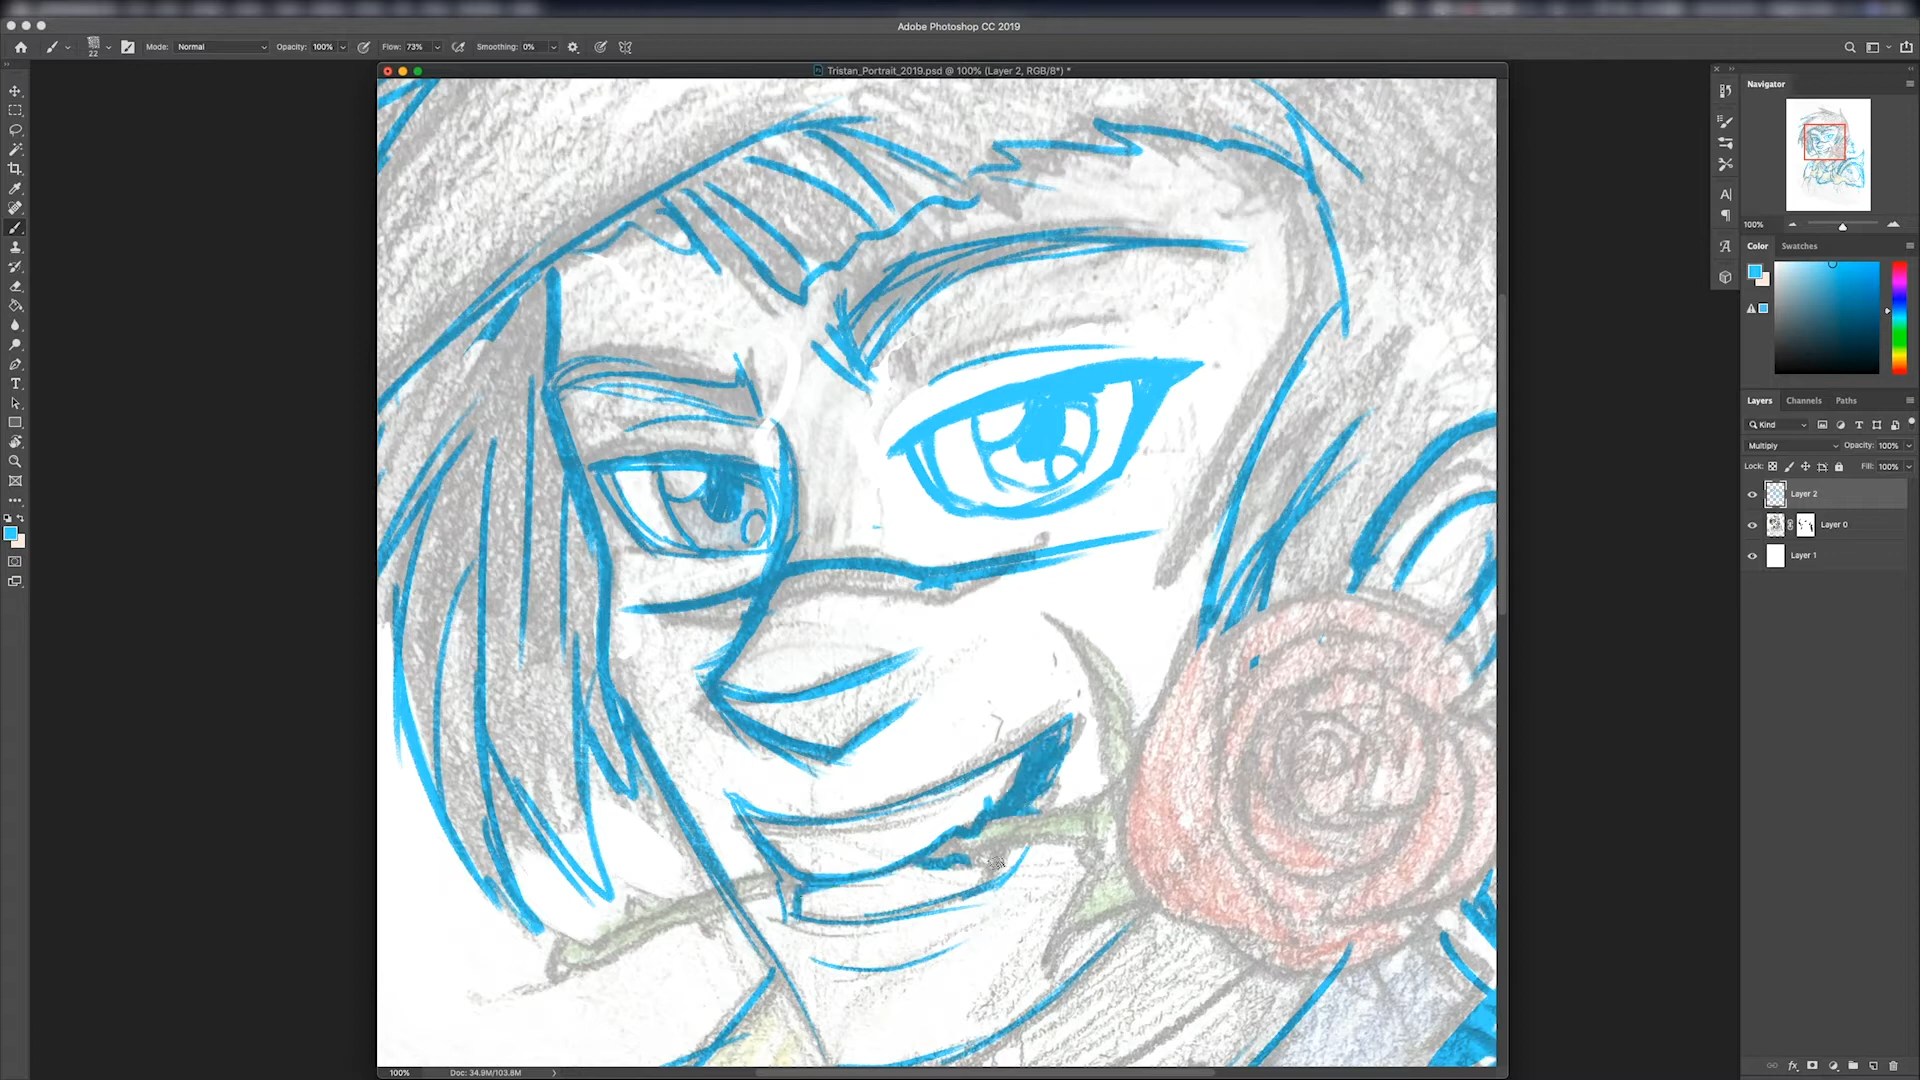 Adobe Photoshop CC 2019
22
Mode: Normal
Opacity: 100%
Flow: 73%
Smoothing: 0%
Tristan_Portrait_2019.psd @ 100% (Layer 2, RGB/8*) *
Navigator
100%
Color
Swatches
Layers
Channels
Paths
Kind
Multiply
Opacity: 100%
Lock:
Fill: 100%
Layer 2
Layer 0
Layer 1
100%
Doc: 34.9M/103.8M